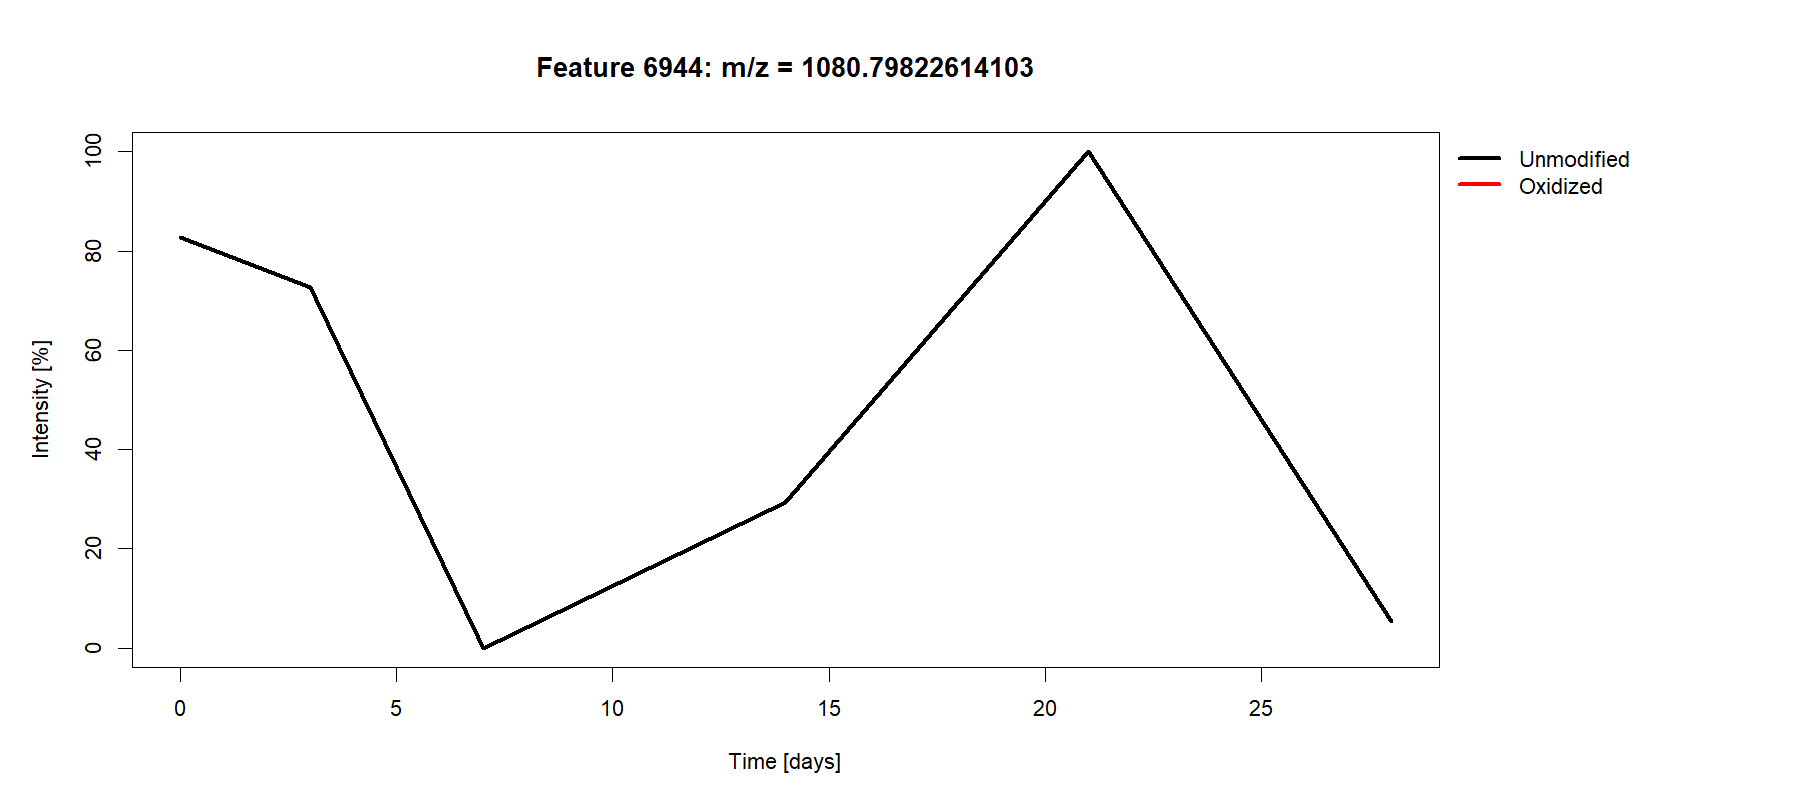 Feature 6944: m/z = 1080.79822614103
Unmodified
Oxidized
Intensity [%]
100
80
60
40
20
0
0 5 10 15 20 25
Time [days]